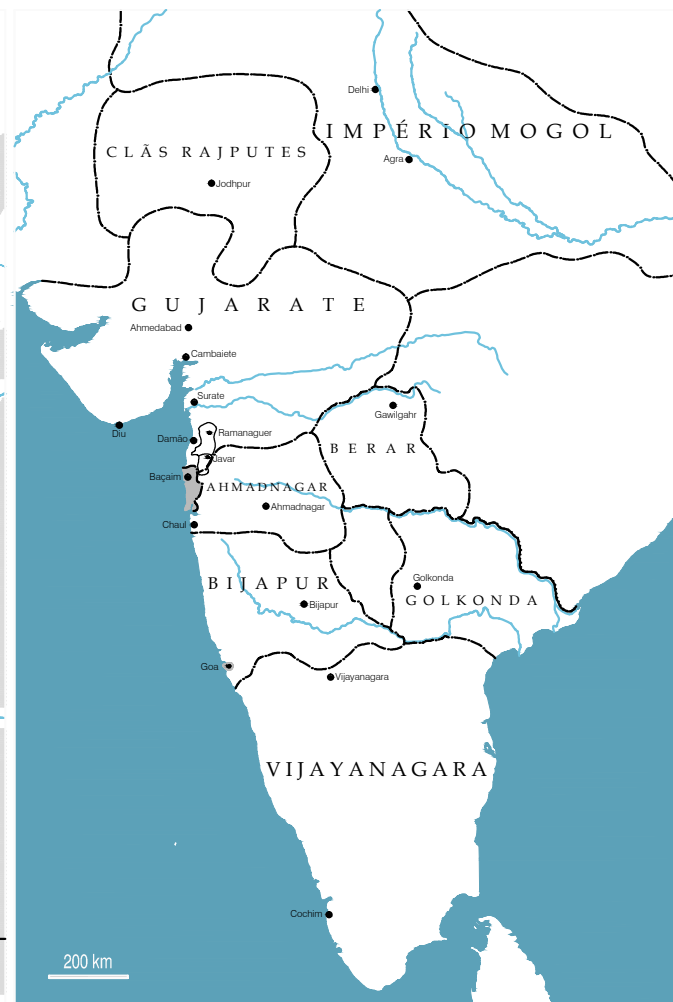 Delhi
IMPÉRIO MOGOL
CLÃS RAJPUTES
Agra
Jodhpur
GUJARATE
Ahmedabad
Cambaiete
Surate
Gawilgahr
Diu
Damão
Ramanaguer
BERAR
Javar
Baçaim
AHMADNAGAR
Ahmadnagar
Chaul
BIJAPUR
Golkonda
GOLKONDA
Bijapur
Goa
Vijayanagara
VIJAYANAGARA
Cochim
200 km